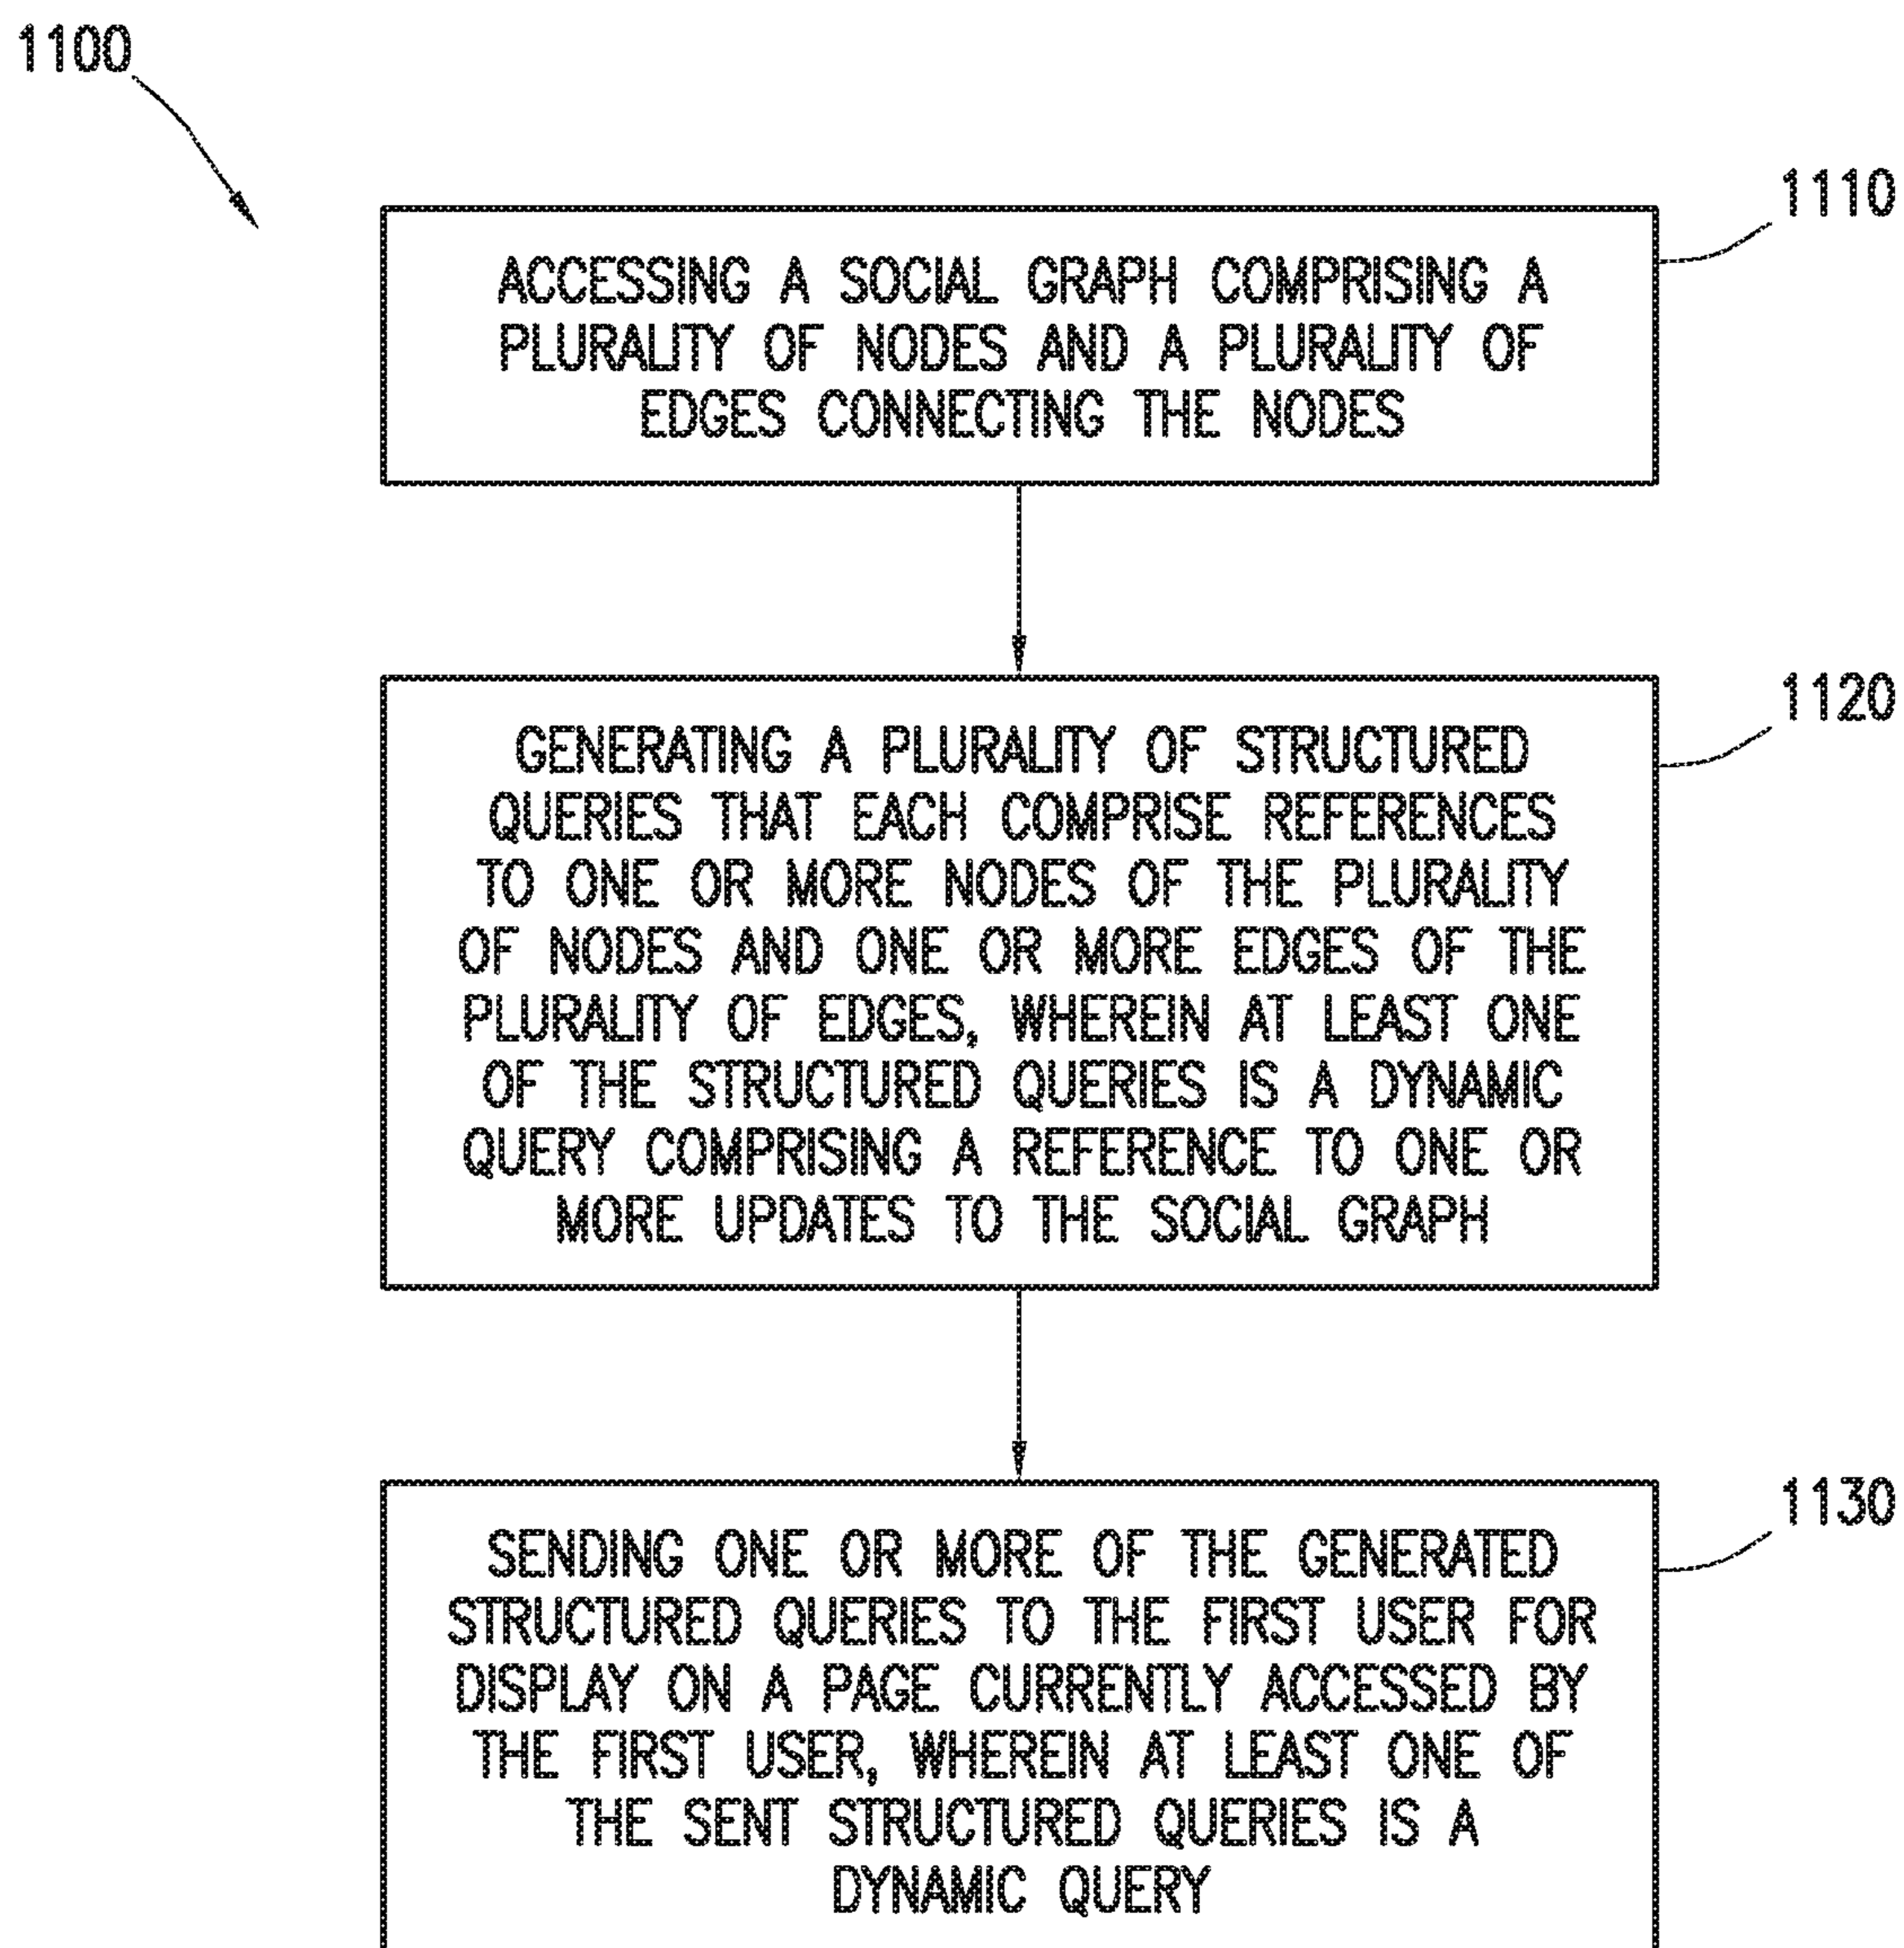 1100
1110
ACCESSING A SOCIAL GRAPH COMPRISING A
PLURALITY OF NODES AND A PLURALITY OF
EDGES CONNECTING THE NODES
1120
GENERATING A PLURALITY OF STRUCTURED
QUERIES THAT EACH COMPRISE REFERENCES
TO ONE OR MORE NODES OF THE PLURALITY
OF NODES AND ONE OR MORE EDGES OF THE
PLURALITY OF EDGES, WHEREIN AT LEAST ONE
OF THE STRUCTURED QUERIES IS A DYNAMIC
QUERY COMPRISING A REFERENCE TO ONE OR
MORE UPDATES TO THE SOCIAL GRAPH
1130
SENDING ONE OR MORE OF THE GENERATED
STRUCTURED QUERIES TO THE FIRST USER FOR
DISPLAY ON A PAGE CURRENTLY ACCESSED BY
THE FIRST USER, WHEREIN AT LEAST ONE OF
THE SENT STRUCTURED QUERIES IS A
DYNAMIC QUERY